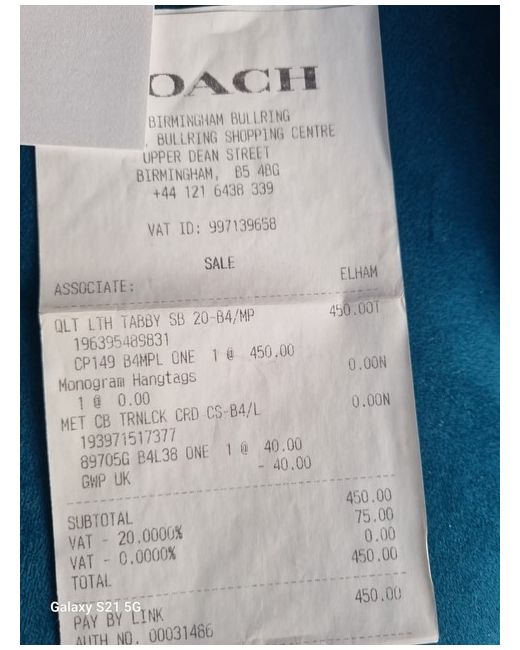 OACH
BIRMINGHAM BULLRING
. BULLRING SHOPPING CENTRE
UPPER DEAN STREET
BIRMINGHAM, B5 4BG
+44 121 6438 339
VAT ID: 997139658
SALE
ASSOCIATE: ELHAM
QLT LTH TABBY SB 20-B4/MP 450.00T
196395489831
CP149 B4MPL ONE 1 @ 450.00
Monogram Hangtags 0.00N
1 @ 0.00
MET CB TRNLCK CRD CS-B4/L 0.00N
193971517377
89705G B4L38 ONE 1 @ 40.00
GWP UK - 40.00
SUBTOTAL 450.00
VAT - 20.0000% 75.00
VAT - 0.0000% 0.00
TOTAL 450.00
PAY BY LINK 450.00
AUTH NO. 00031486
Galaxy S21 5G